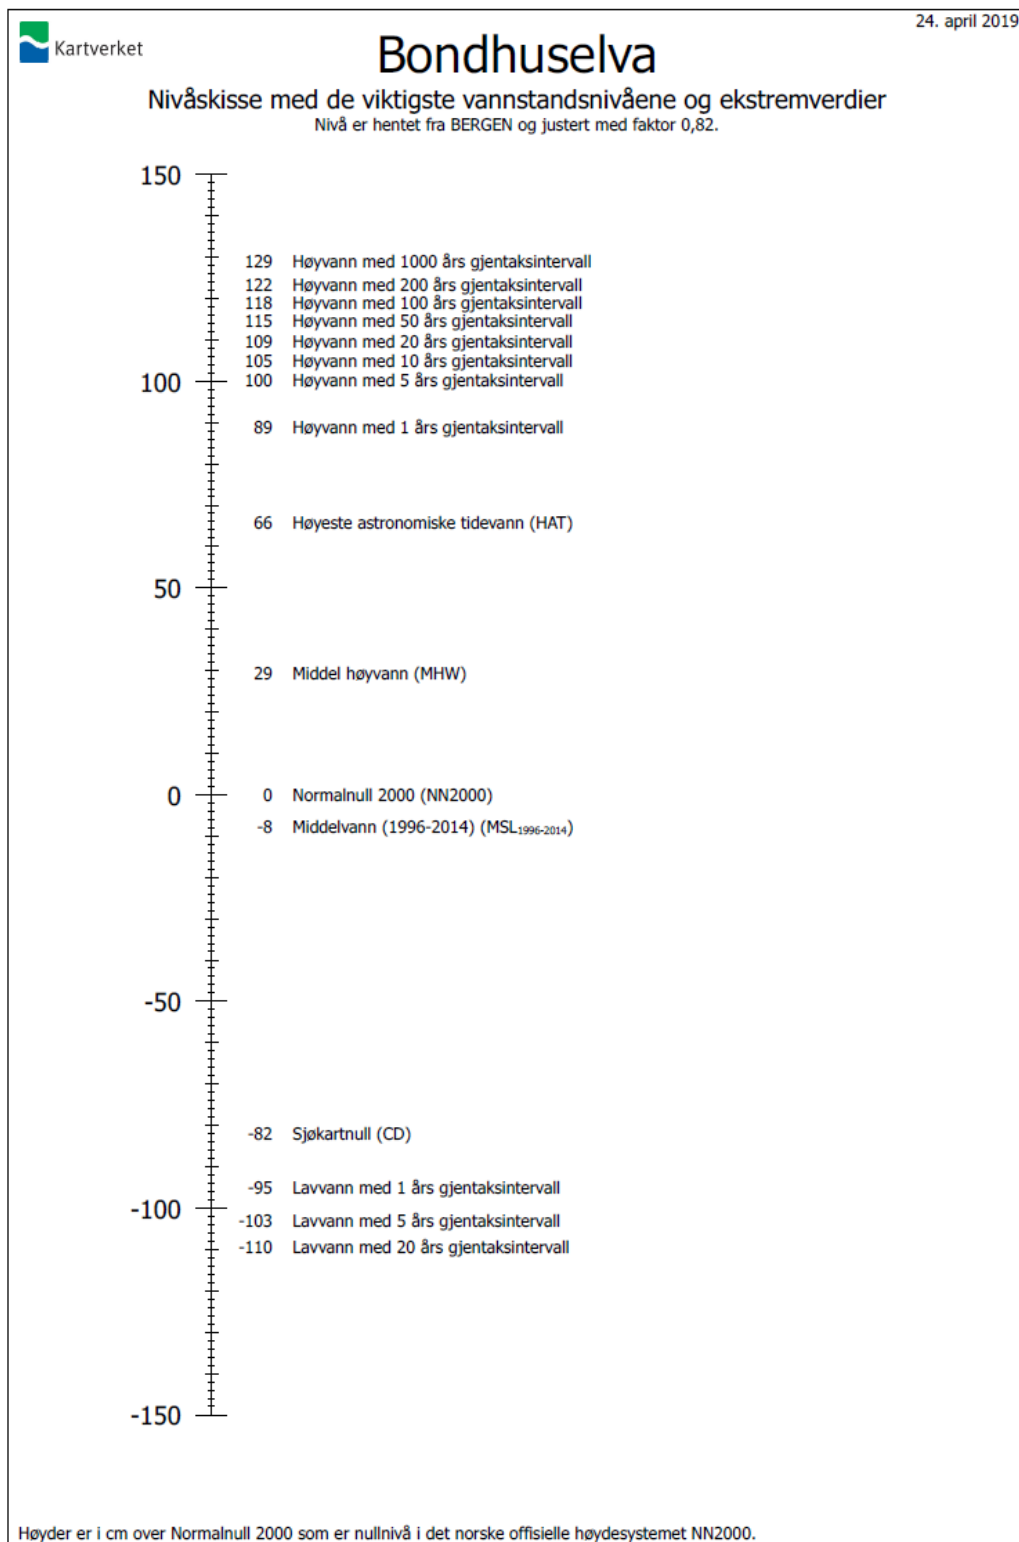 24. april 2019
Kartverket
Bondhuselva
Nivåskisse med de viktigste vannstandsnivåene og ekstremverdier
Nivå er hentet fra BERGEN og justert med faktor 0,82.
150
129 Høyvann med 1000 års gjentaksintervall
122 Høyvann med 200 års gjentaksintervall
118 Høyvann med 100 års gjentaksintervall
115 Høyvann med 50 års gjentaksintervall
109 Høyvann med 20 års gjentaksintervall
105 Høyvann med 10 års gjentaksintervall
100 100 Høyvann med 5 års gjentaksintervall
89 Høyvann med 1 års gjentaksintervall
66 Høyeste astronomiske tidevann (HAT)
50
29 Middel høyvann (MHW)
0 0 Normalnull 2000 (NN2000)
-8 Middelvann (1996-2014) (MSL1996-2014)
-50
-82 Sjøkartnull (CD)
-95 Lavvann med 1 års gjentaksintervall
-100
-103 Lavvann med 5 års gjentaksintervall
-110 Lavvann med 20 års gjentaksintervall
-150
Høyder er i cm over Normalnull 2000 som er nullnivå i det norske offisielle høydesystemet NN2000.